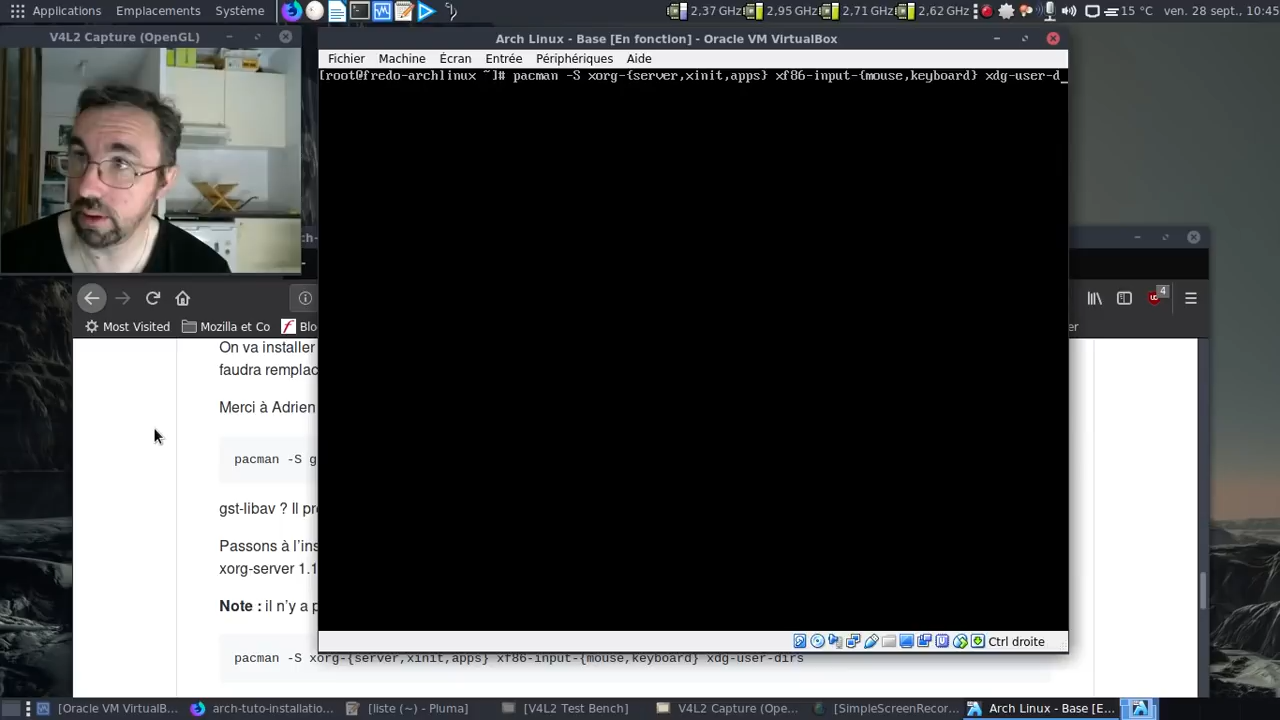 Applications Emplacements Système
2,37 GHz 2,95 GHz 2,71 GHz 2,62 GHz 15 °C ven. 28 sept., 10:45
V4L2 Capture (OpenGL)
Arch Linux - Base [En fonction] - Oracle VM VirtualBox
Fichier Machine Écran Entrée Périphériques Aide
[root@fredo-archlinux ~]# pacman -S xorg-{server,xinit,apps} xf86-input-{mouse,keyboard} xdg-user-d_
arch-
4
Most Visited Mozilla et Co Blo
er
On va installer
faudra remplac
Merci à Adrien
pacman -S g
gst-libav ? Il pr
Passons à l'ins
xorg-server 1.1
Note : il n'y a p
Ctrl droite
pacman -S xorg-{server,xinit,apps} xf86-input-{mouse,keyboard} xdg-user-dirs
[Oracle VM VirtualB... arch-tuto-installatio... [liste (~) - Pluma] [V4L2 Test Bench] V4L2 Capture (Ope... [SimpleScreenRecor... Arch Linux - Base [E...